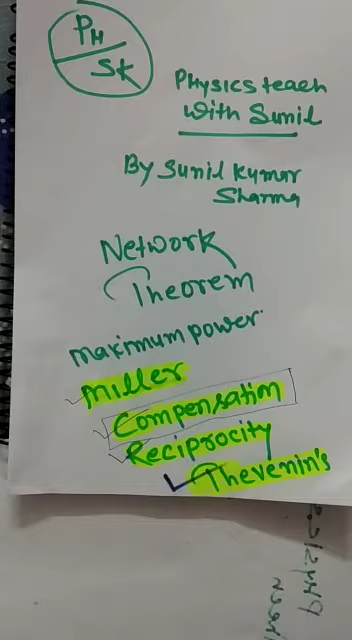 PH
SK
Physics teach
With Sunil
By Sunil Kumar
Sharma
Network
Theorem
maximum power
Miller
Compensation
Reciprocity
Thevenin's